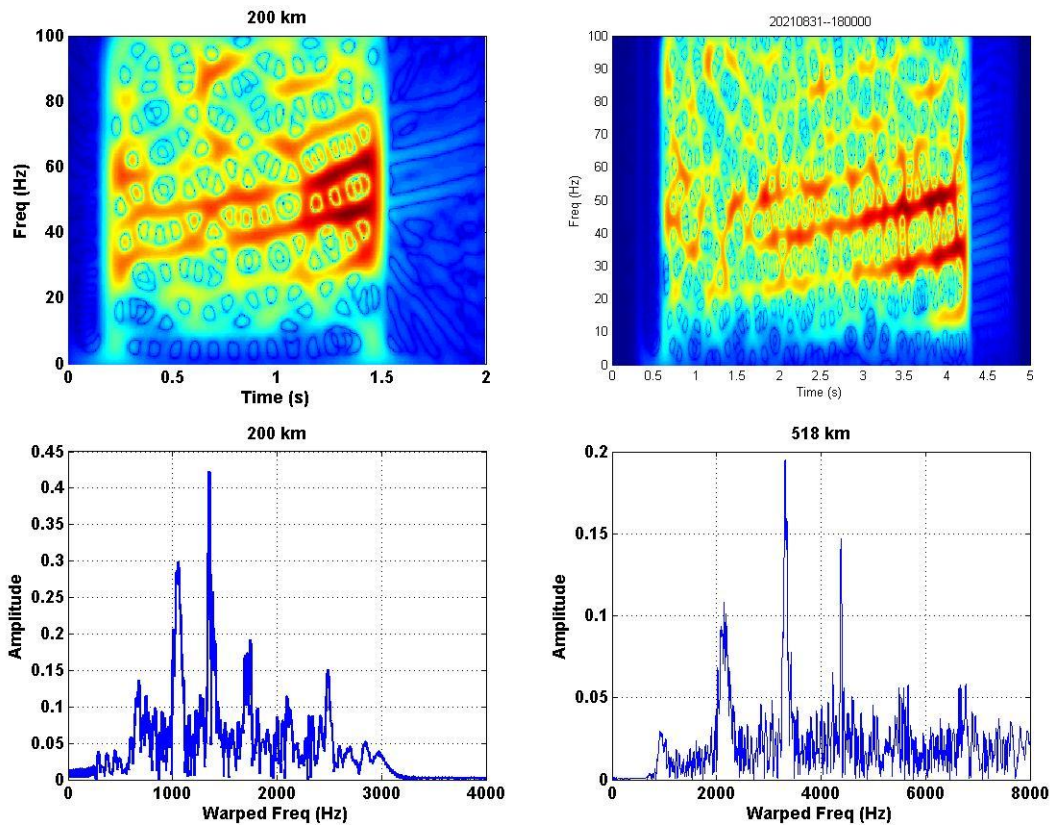 200 km
100
80
60
40
20
0
Freq (Hz)
0 0.5 1 1.5 2
Time (s)
20210831--180000
100
90
80
70
60
50
40
30
20
10
0
Freq (Hz)
0 0.5 1 1.5 2 2.5 3 3.5 4 4.5 5
Time (s)
200 km
0.45
0.4
0.35
0.3
0.25
0.2
0.15
0.1
0.05
0
Amplitude
0 1000 2000 3000 4000
Warped Freq (Hz)
518 km
0.2
0.15
0.1
0.05
0
Amplitude
0 2000 4000 6000 8000
Warped Freq (Hz)